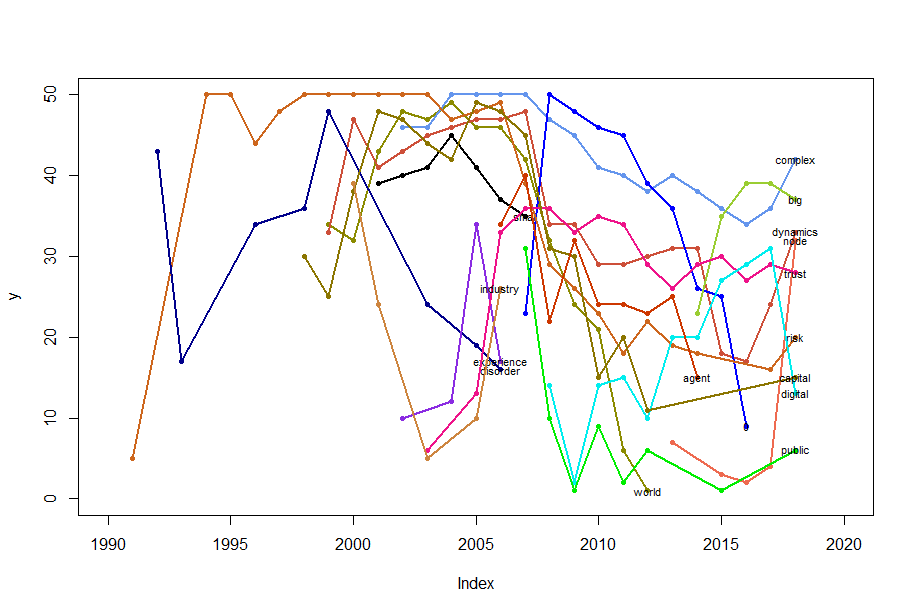 50
40
30
20
10
0
y
complex
big
small
dynamics
node
trust
industry
risk
experience
disorder
agent
capital
digital
public
world
1990
1995
2000
2005
2010
2015
2020
Index